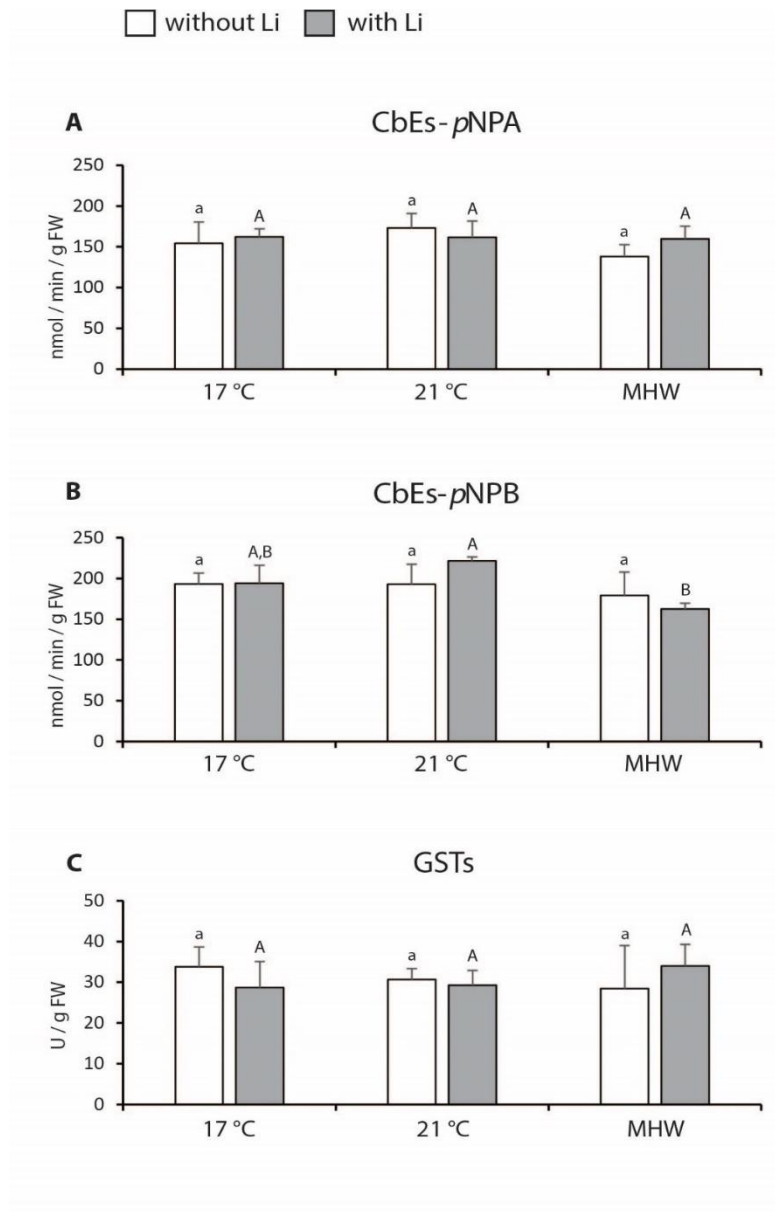 without Li with Li
A CbEs-pNPA
nmol / min / g FW
250
200
150
100
50
0
a A a A a A
17 °C 21 °C MHW
B CbEs-pNPB
nmol / min / g FW
250
200
150
100
50
0
a A,B a A a B
17 °C 21 °C MHW
C GSTs
U / g FW
50
40
30
20
10
0
a A a A a A
17 °C 21 °C MHW